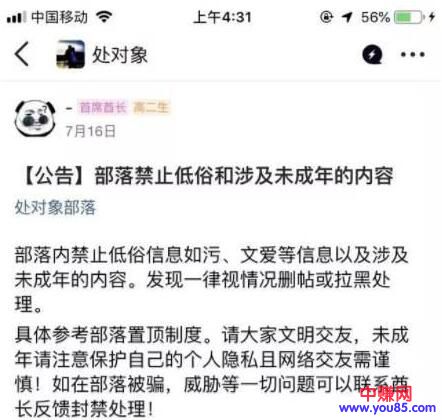 中国移动 上午4:31 56%
处对象
- 首席酋长 高二生
7月16日
【公告】部落禁止低俗和涉及未成年的内容
处对象部落
部落内禁止低俗信息如污、文爱等信息以及涉及
未成年的内容。发现一律视情况删帖或拉黑处
理。
具体参考部落置顶制度。请大家文明交友，未成
年请注意保护自己的个人隐私且网络交友需谨
慎！如在部落被骗，威胁等一切问题可以联系酋
长反馈封禁处理！
中赚网
www.you85.com